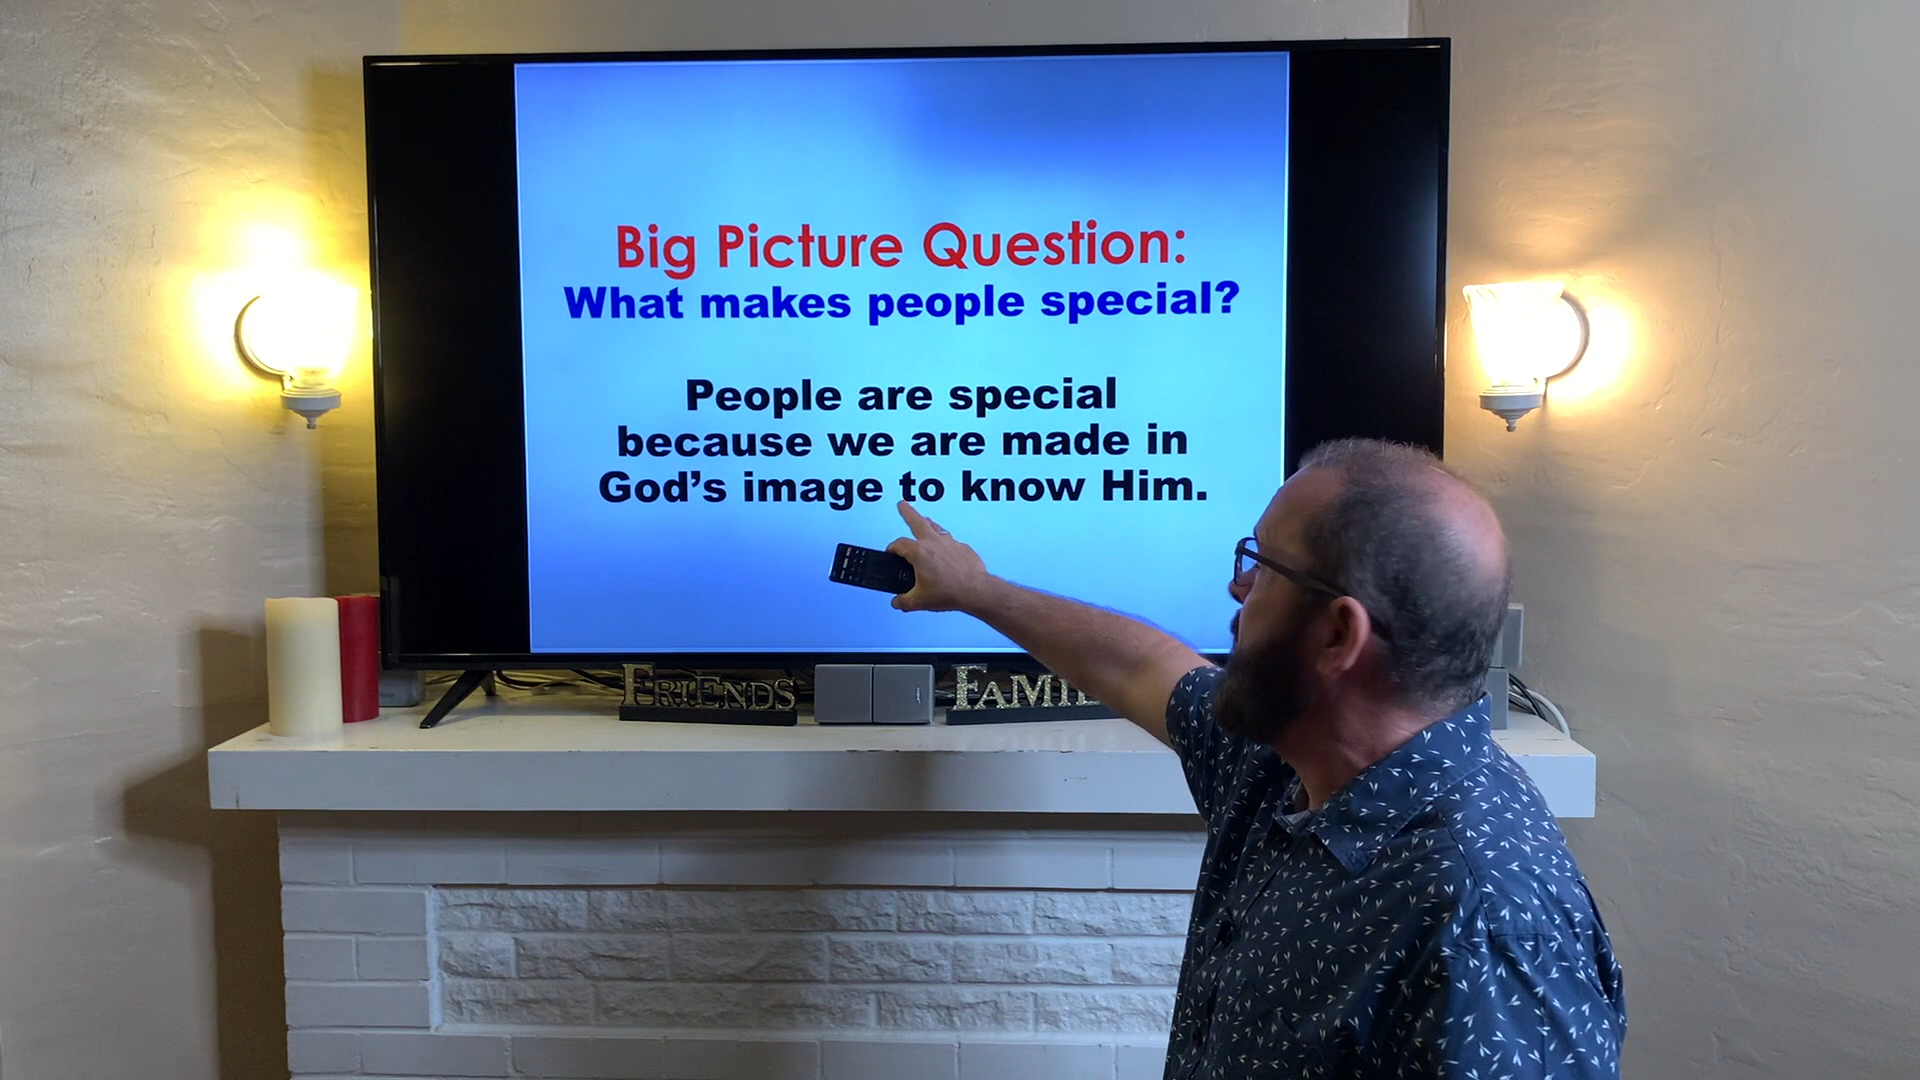 Big Picture Question:
What makes people special?
People are special
because we are made in
God's image to know Him.
FRIENDS
FAMI